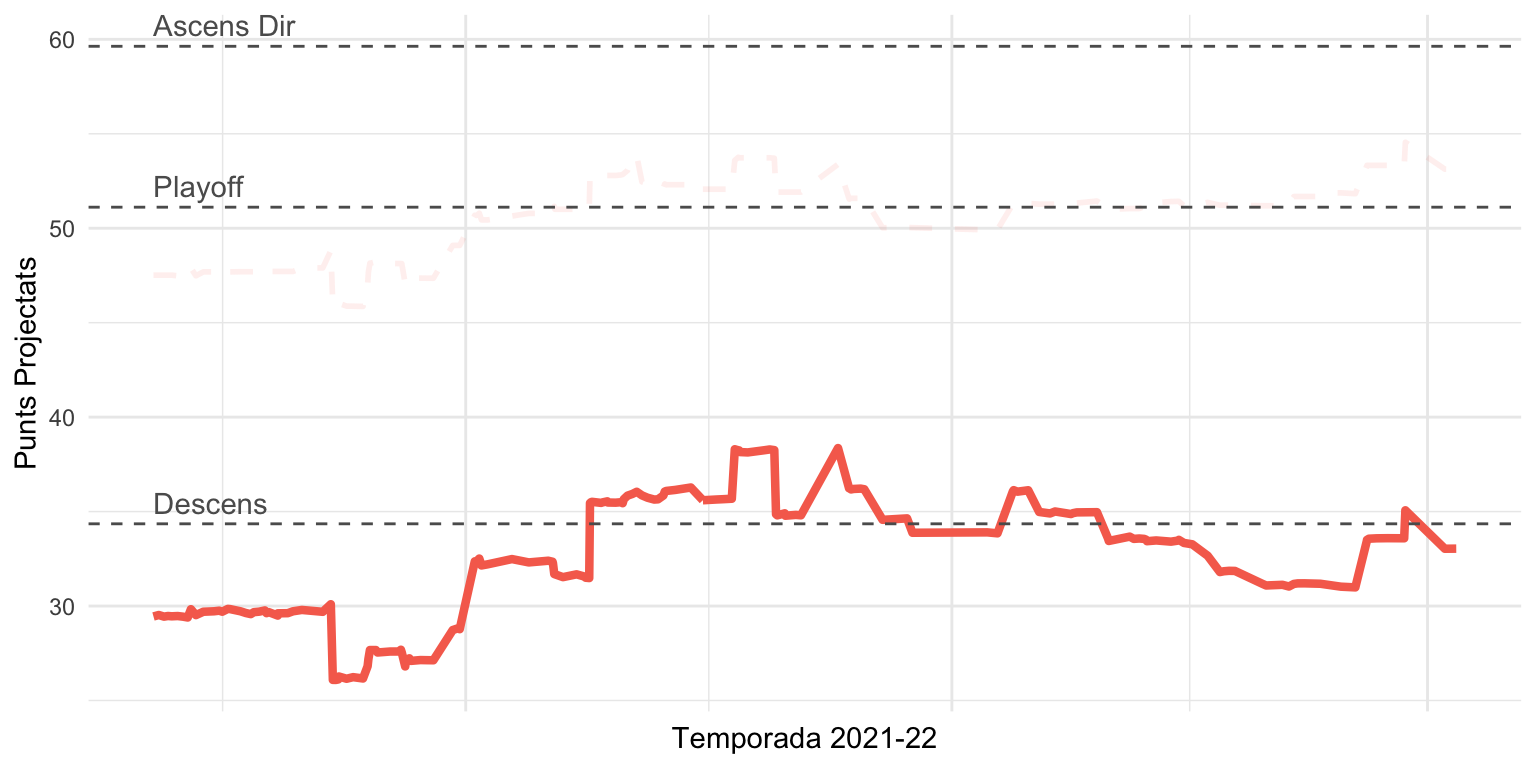 Ascens Dir
60
Playoff
50
Punts Projectats
40
Descens
30
Temporada 2021-22